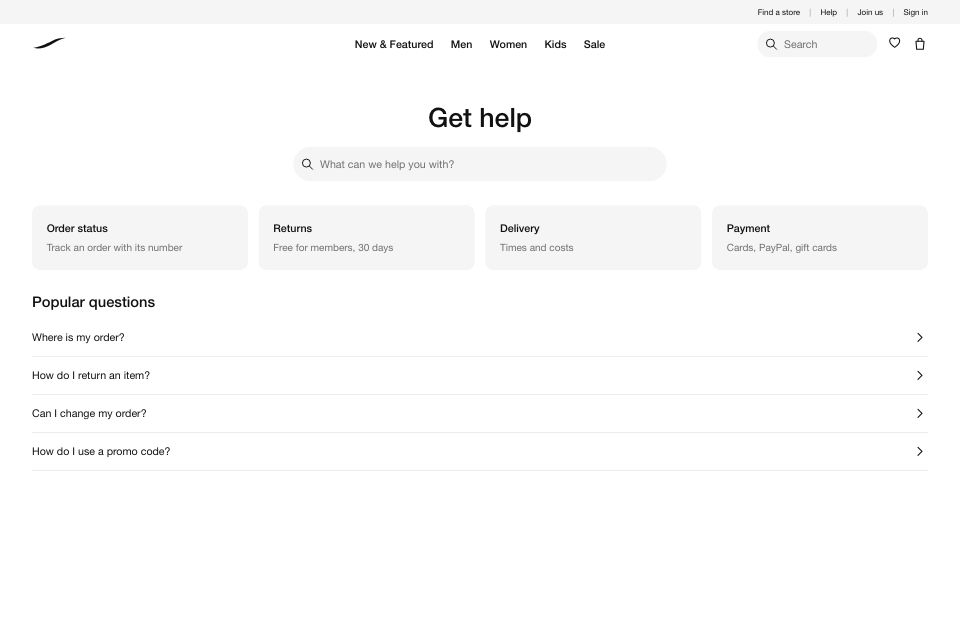 Find a store | Help | Join us | Sign in
New & Featured Men Women Kids Sale Search
Get help
What can we help you with?
Order status
Track an order with its number
Returns
Free for members, 30 days
Delivery
Times and costs
Payment
Cards, PayPal, gift cards
Popular questions
Where is my order?
How do I return an item?
Can I change my order?
How do I use a promo code?